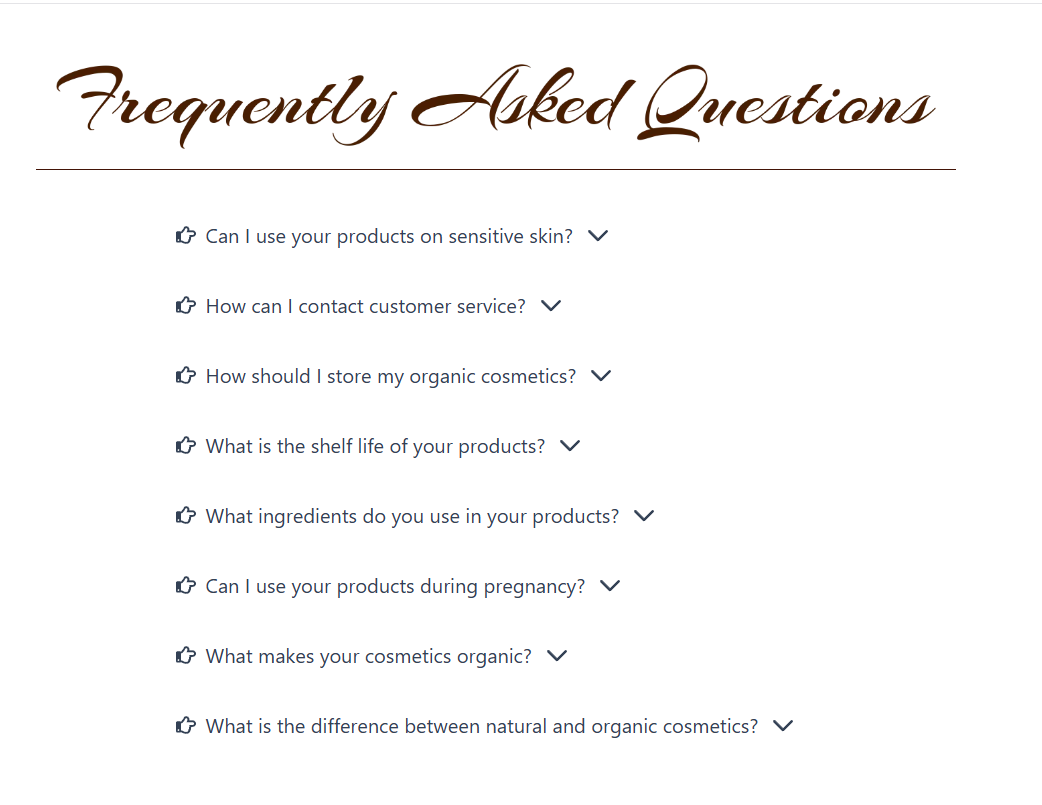 Frequently Asked Questions
Can I use your products on sensitive skin?
How can I contact customer service?
How should I store my organic cosmetics?
What is the shelf life of your products?
What ingredients do you use in your products?
Can I use your products during pregnancy?
What makes your cosmetics organic?
What is the difference between natural and organic cosmetics?